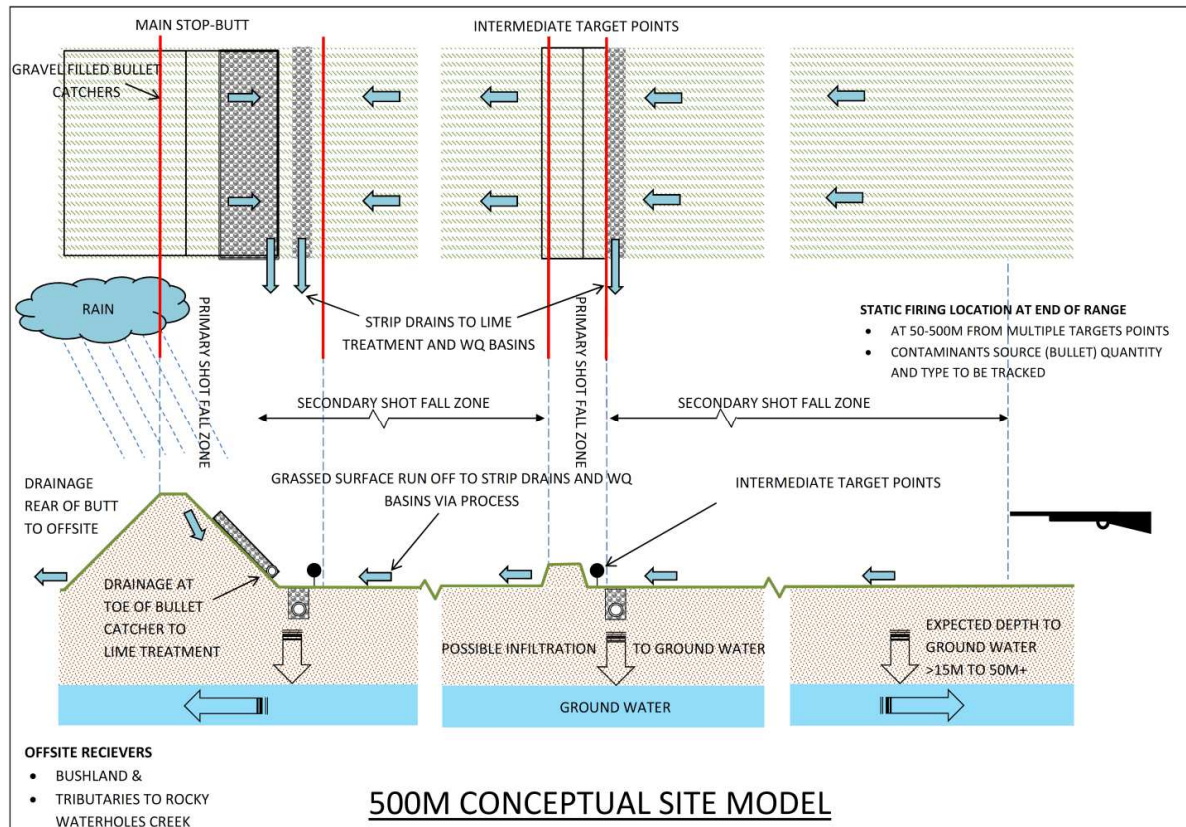 MAIN STOP-BUTT
INTERMEDIATE TARGET POINTS
GRAVEL FILLED BULLET
CATCHERS
RAIN
PRIMARY SHOT FALL ZONE
STRIP DRAINS TO LIME
TREATMENT AND WQ BASINS
PRIMARY SHOT FALL ZONE
STATIC FIRING LOCATION AT END OF RANGE
• AT 50-500M FROM MULTIPLE TARGETS POINTS
• CONTAMINANTS SOURCE (BULLET) QUANTITY
AND TYPE TO BE TRACKED
SECONDARY SHOT FALL ZONE
SECONDARY SHOT FALL ZONE
DRAINAGE
REAR OF BUTT
TO OFFSITE
GRASSED SURFACE RUN OFF TO STRIP DRAINS AND WQ
BASINS VIA PROCESS
INTERMEDIATE TARGET POINTS
DRAINAGE AT
TOE OF BULLET
CATCHER TO
LIME TREATMENT
POSSIBLE INFILTRATION TO GROUND WATER
EXPECTED DEPTH TO
GROUND WATER
>15M TO 50M+
GROUND WATER
OFFSITE RECIEVERS
• BUSHLAND &
• TRIBUTARIES TO ROCKY
WATERHOLES CREEK
500M CONCEPTUAL SITE MODEL